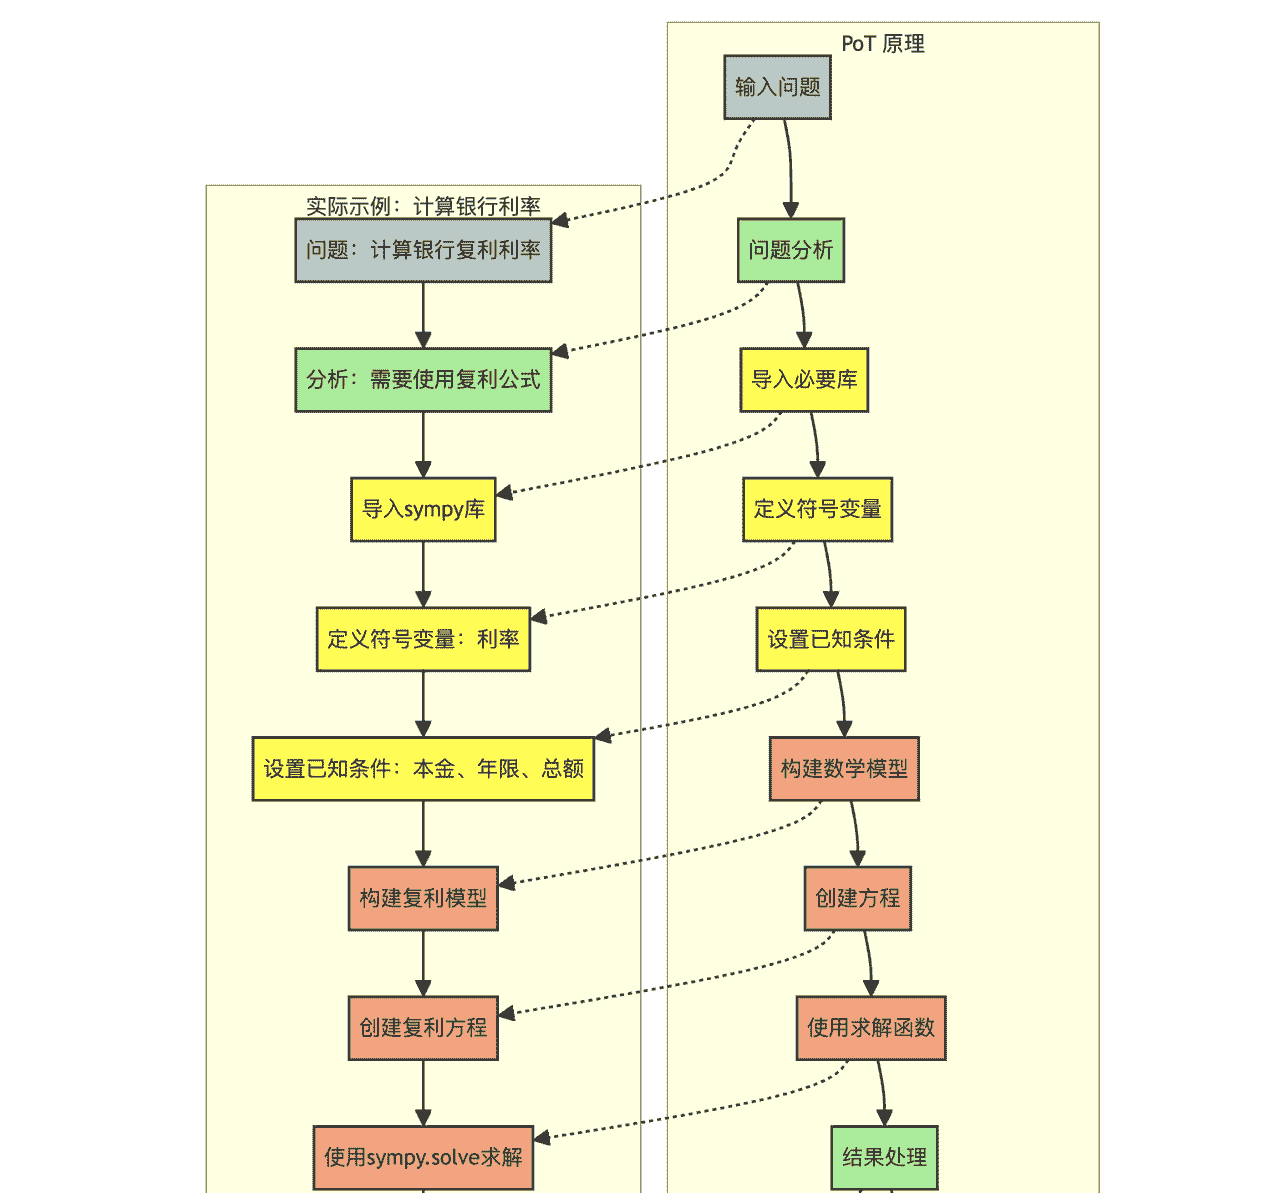 PoT 原理
输入问题
问题分析
导入必要库
定义符号变量
设置已知条件
构建数学模型
创建方程
使用求解函数
结果处理
实际示例：计算银行利率
问题：计算银行复利利率
分析：需要使用复利公式
导入sympy库
定义符号变量：利率
设置已知条件：本金、年限、总额
构建复利模型
创建复利方程
使用sympy.solve求解